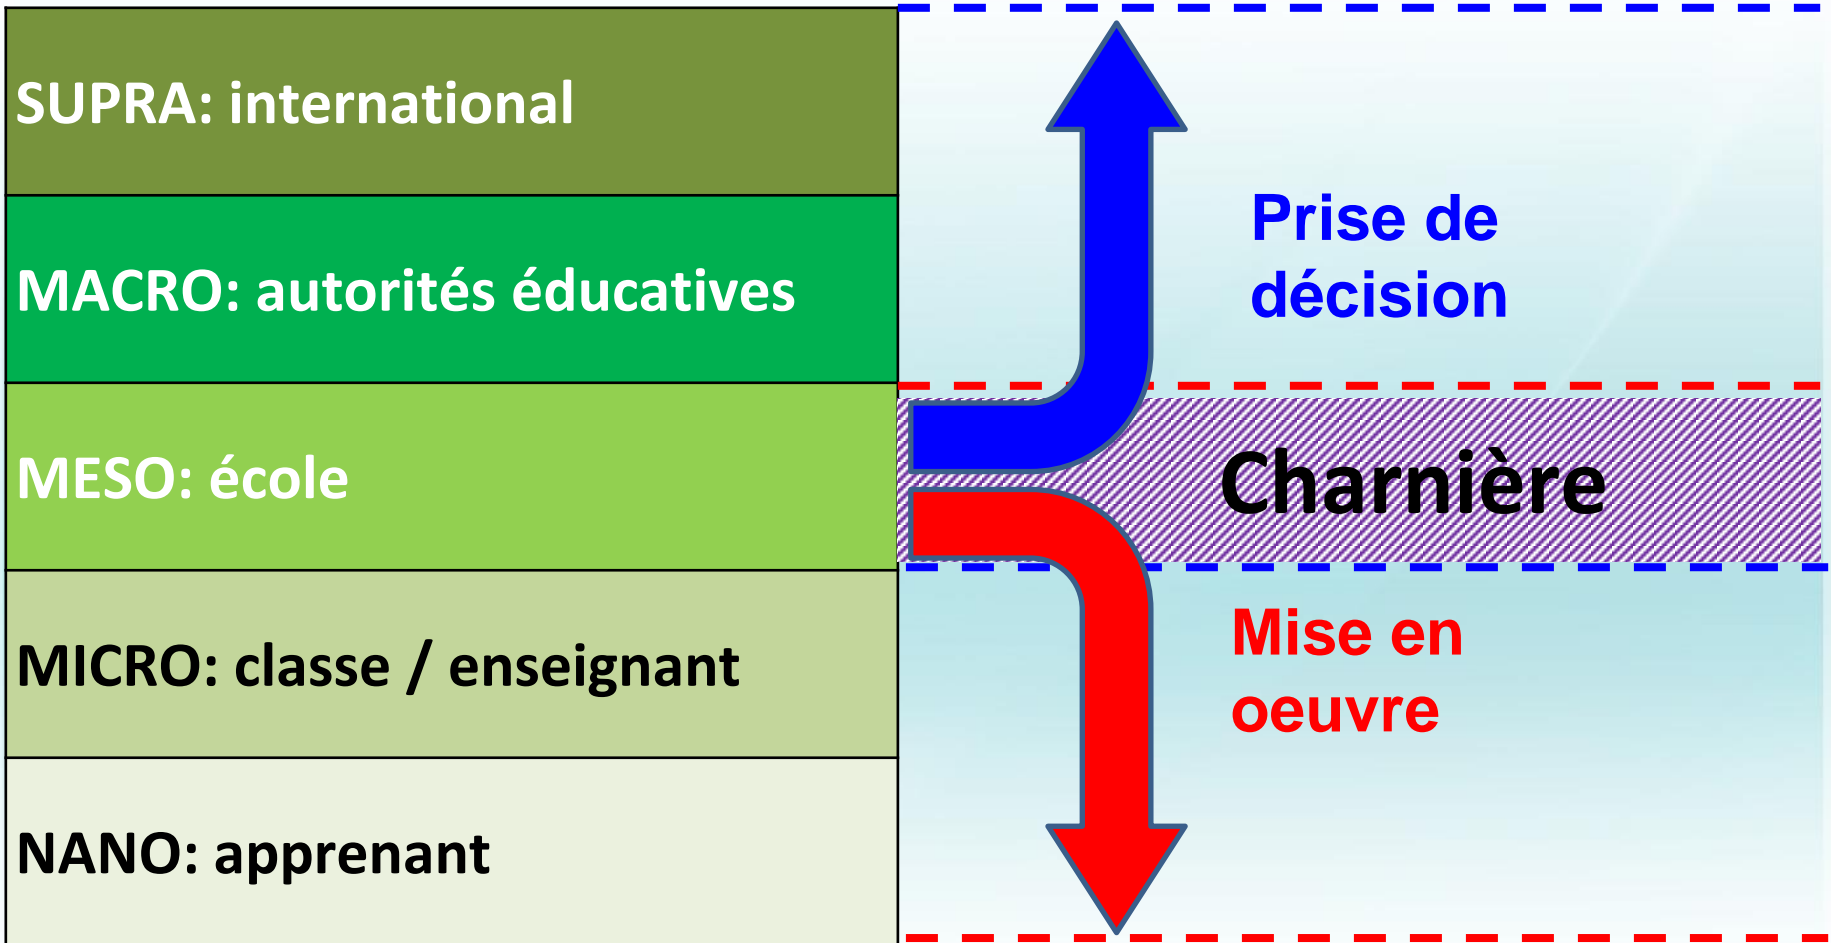 SUPRA: international
MACRO: autorités éducatives
MESO: école
MICRO: classe / enseignant
NANO: apprenant
Prise de
décision
Charnière
Mise en
oeuvre